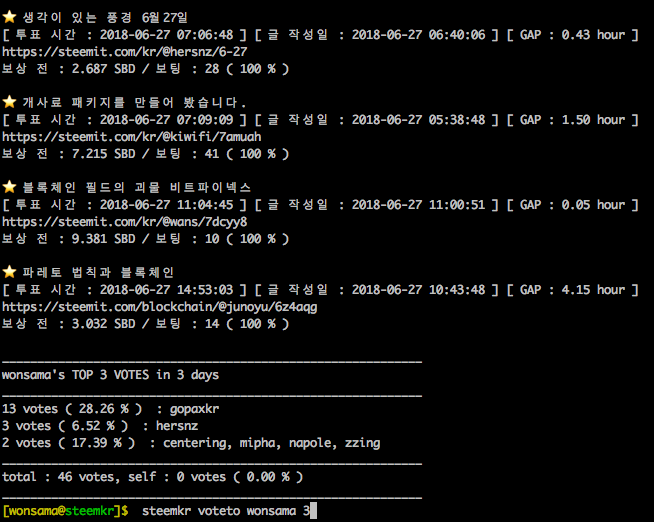 ⭐ 생각이 있는 풍경 6월27일
[ 투표 시간 : 2018-06-27 07:06:48 ] [ 글 작성일 : 2018-06-27 06:40:06 ] [ GAP : 0.43 hour ]
https://steemit.com/kr/@hersnz/6-27
보상 전 : 2.687 SBD / 보팅 : 28 ( 100 % )
⭐ 개사료 패키지를 만들어 봤습니다.
[ 투표 시간 : 2018-06-27 07:09:09 ] [ 글 작성일 : 2018-06-27 05:38:48 ] [ GAP : 1.50 hour ]
https://steemit.com/kr/@kiwifi/7amuah
보상 전 : 7.215 SBD / 보팅 : 41 ( 100 % )
⭐ 블록체인 필드의 괴물 비트파이넥스
[ 투표 시간 : 2018-06-27 11:04:45 ] [ 글 작성일 : 2018-06-27 11:00:51 ] [ GAP : 0.05 hour ]
https://steemit.com/kr/@wans/7dcyy8
보상 전 : 9.381 SBD / 보팅 : 10 ( 100 % )
⭐ 파레토 법칙과 블록체인
[ 투표 시간 : 2018-06-27 14:53:03 ] [ 글 작성일 : 2018-06-27 10:43:48 ] [ GAP : 4.15 hour ]
https://steemit.com/blockchain/@junoyu/6z4aqg
보상 전 : 3.032 SBD / 보팅 : 14 ( 100 % )
wonsama's TOP 3 VOTES in 3 days
13 votes ( 28.26 % )  : gopaxkr
3 votes ( 6.52 % )  : hersnz
2 votes ( 17.39 % )  : centering, mipha, napole, zzing
total : 46 votes, self : 0 votes ( 0.00 % )
[wonsama@steemkr]$  steemkr voteto wonsama 3